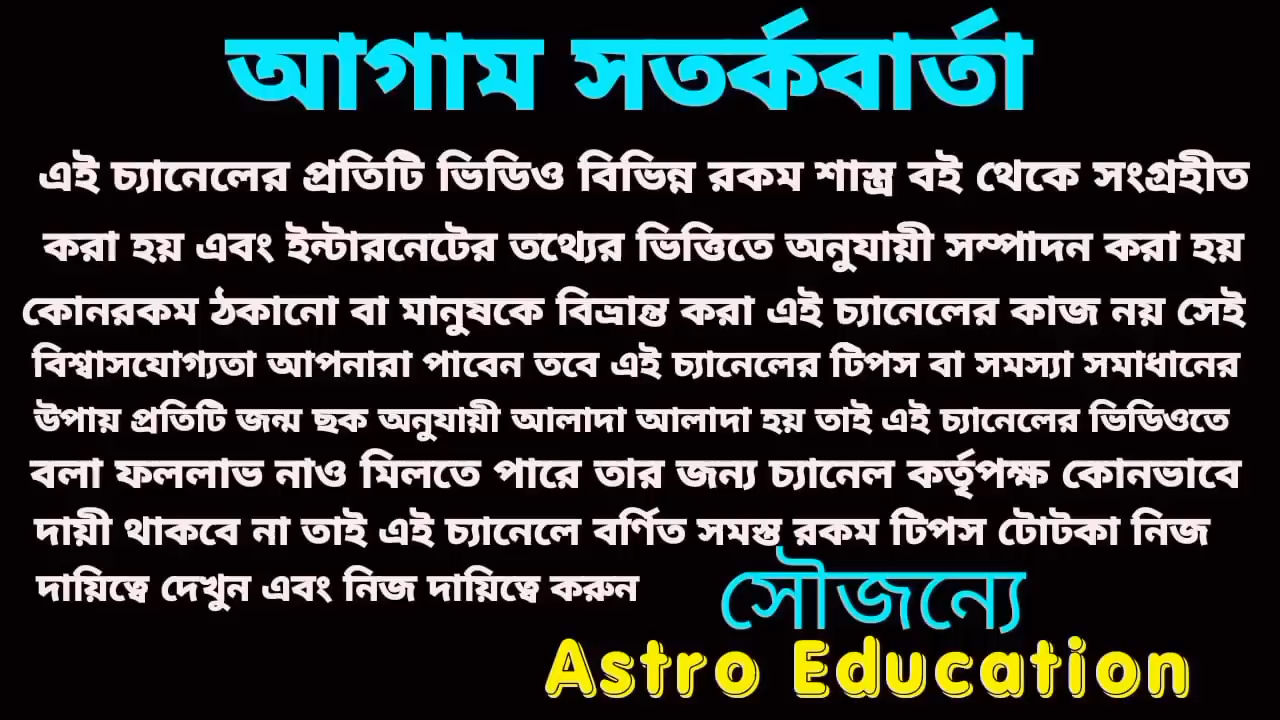 আগাম সতর্কবার্তা
এই চ্যানেলের প্রতিটি ভিডিও বিভিন্ন রকম শাস্ত্র বই থেকে সংগ্রহীত
করা হয় এবং ইন্টারনেটের তথ্যের ভিত্তিতে অনুযায়ী সম্পাদন করা হয়
কোনরকম ঠকানো বা মানুষকে বিভ্রান্ত করা এই চ্যানেলের কাজ নয় সেই
বিশ্বাসযোগ্যতা আপনারা পাবেন তবে এই চ্যানেলের টিপস বা সমস্যা সমাধানের
উপায় প্রতিটি জন্ম ছক অনুযায়ী আলাদা আলাদা হয় তাই এই চ্যানেলের ভিডিওতে
বলা ফললাভ নাও মিলতে পারে তার জন্য চ্যানেল কর্তৃপক্ষ কোনভাবে
দায়ী থাকবে না তাই এই চ্যানেলে বর্ণিত সমস্ত রকম টিপস টোটকা নিজ
দায়িত্বে দেখুন এবং নিজ দায়িত্বে করুন
সৌজন্যে
Astro Education